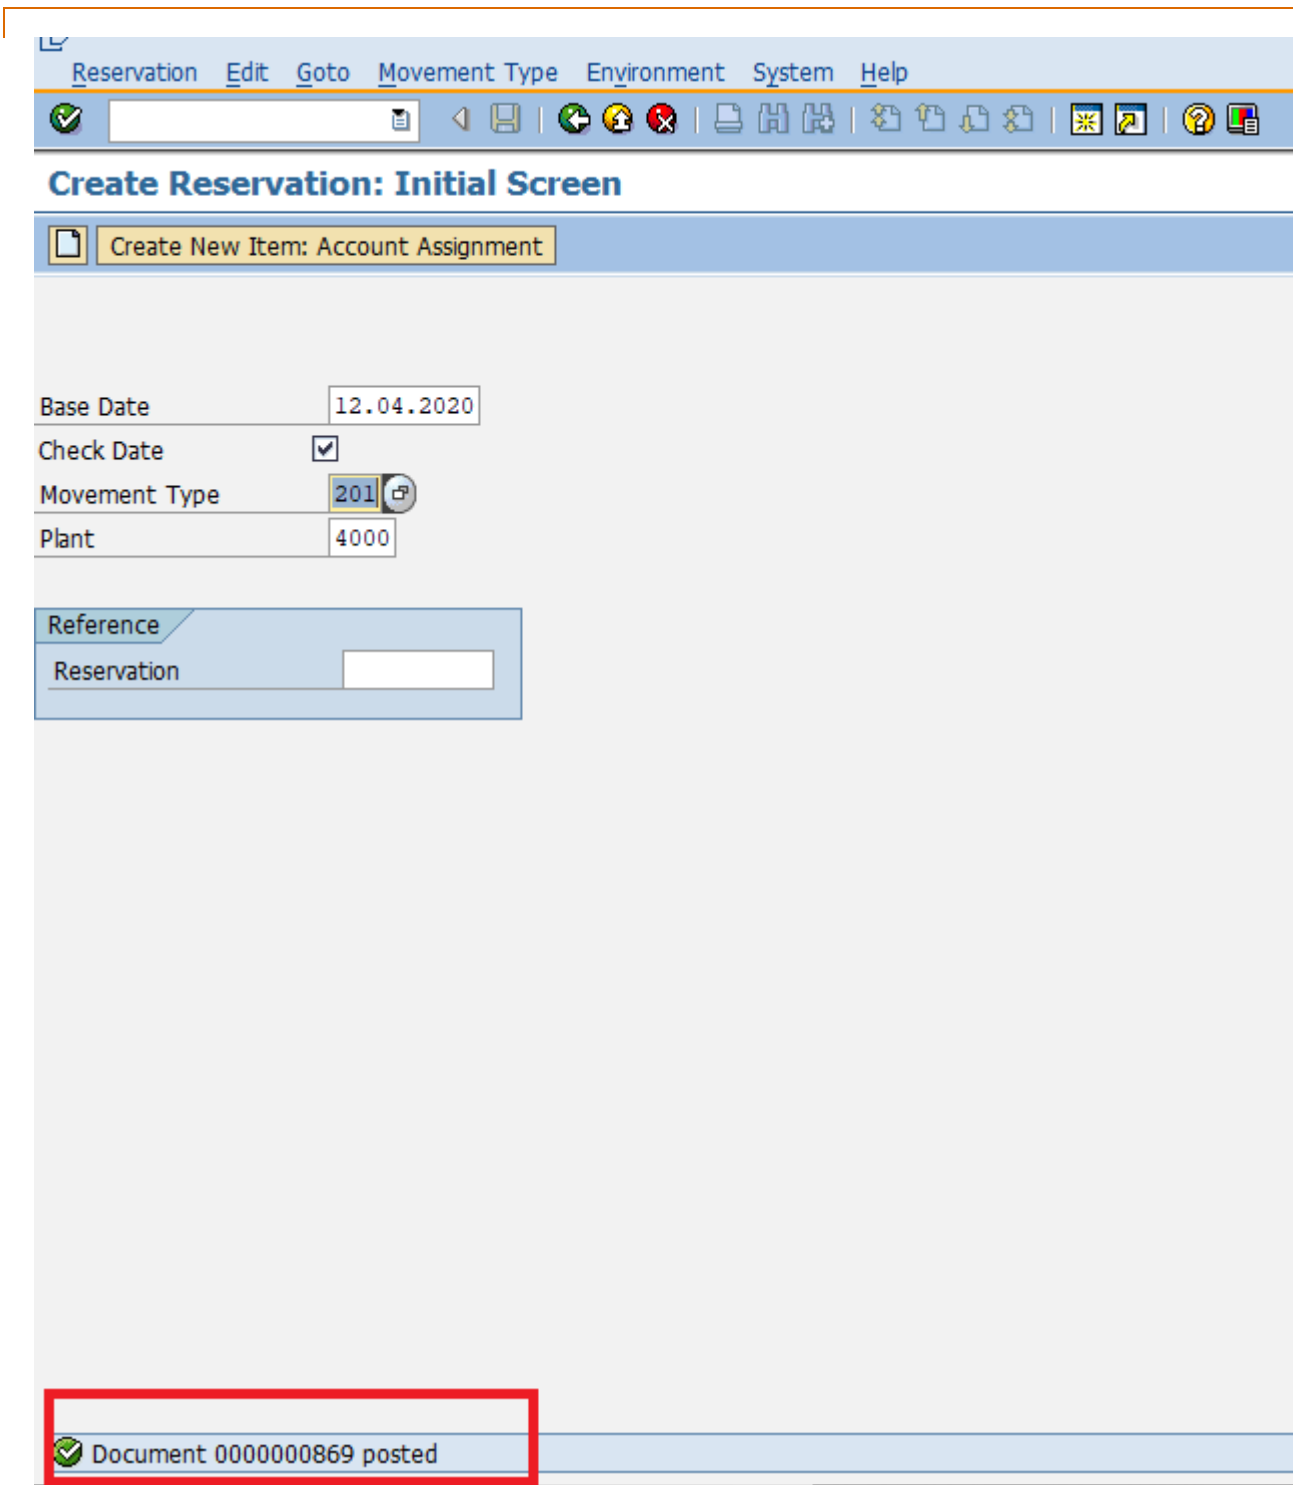 Reservation Edit Goto Movement Type Environment System Help
Create Reservation: Initial Screen
Create New Item: Account Assignment
Base Date 12.04.2020
Check Date
Movement Type 201
Plant 4000
Reference
Reservation
Document 0000000869 posted